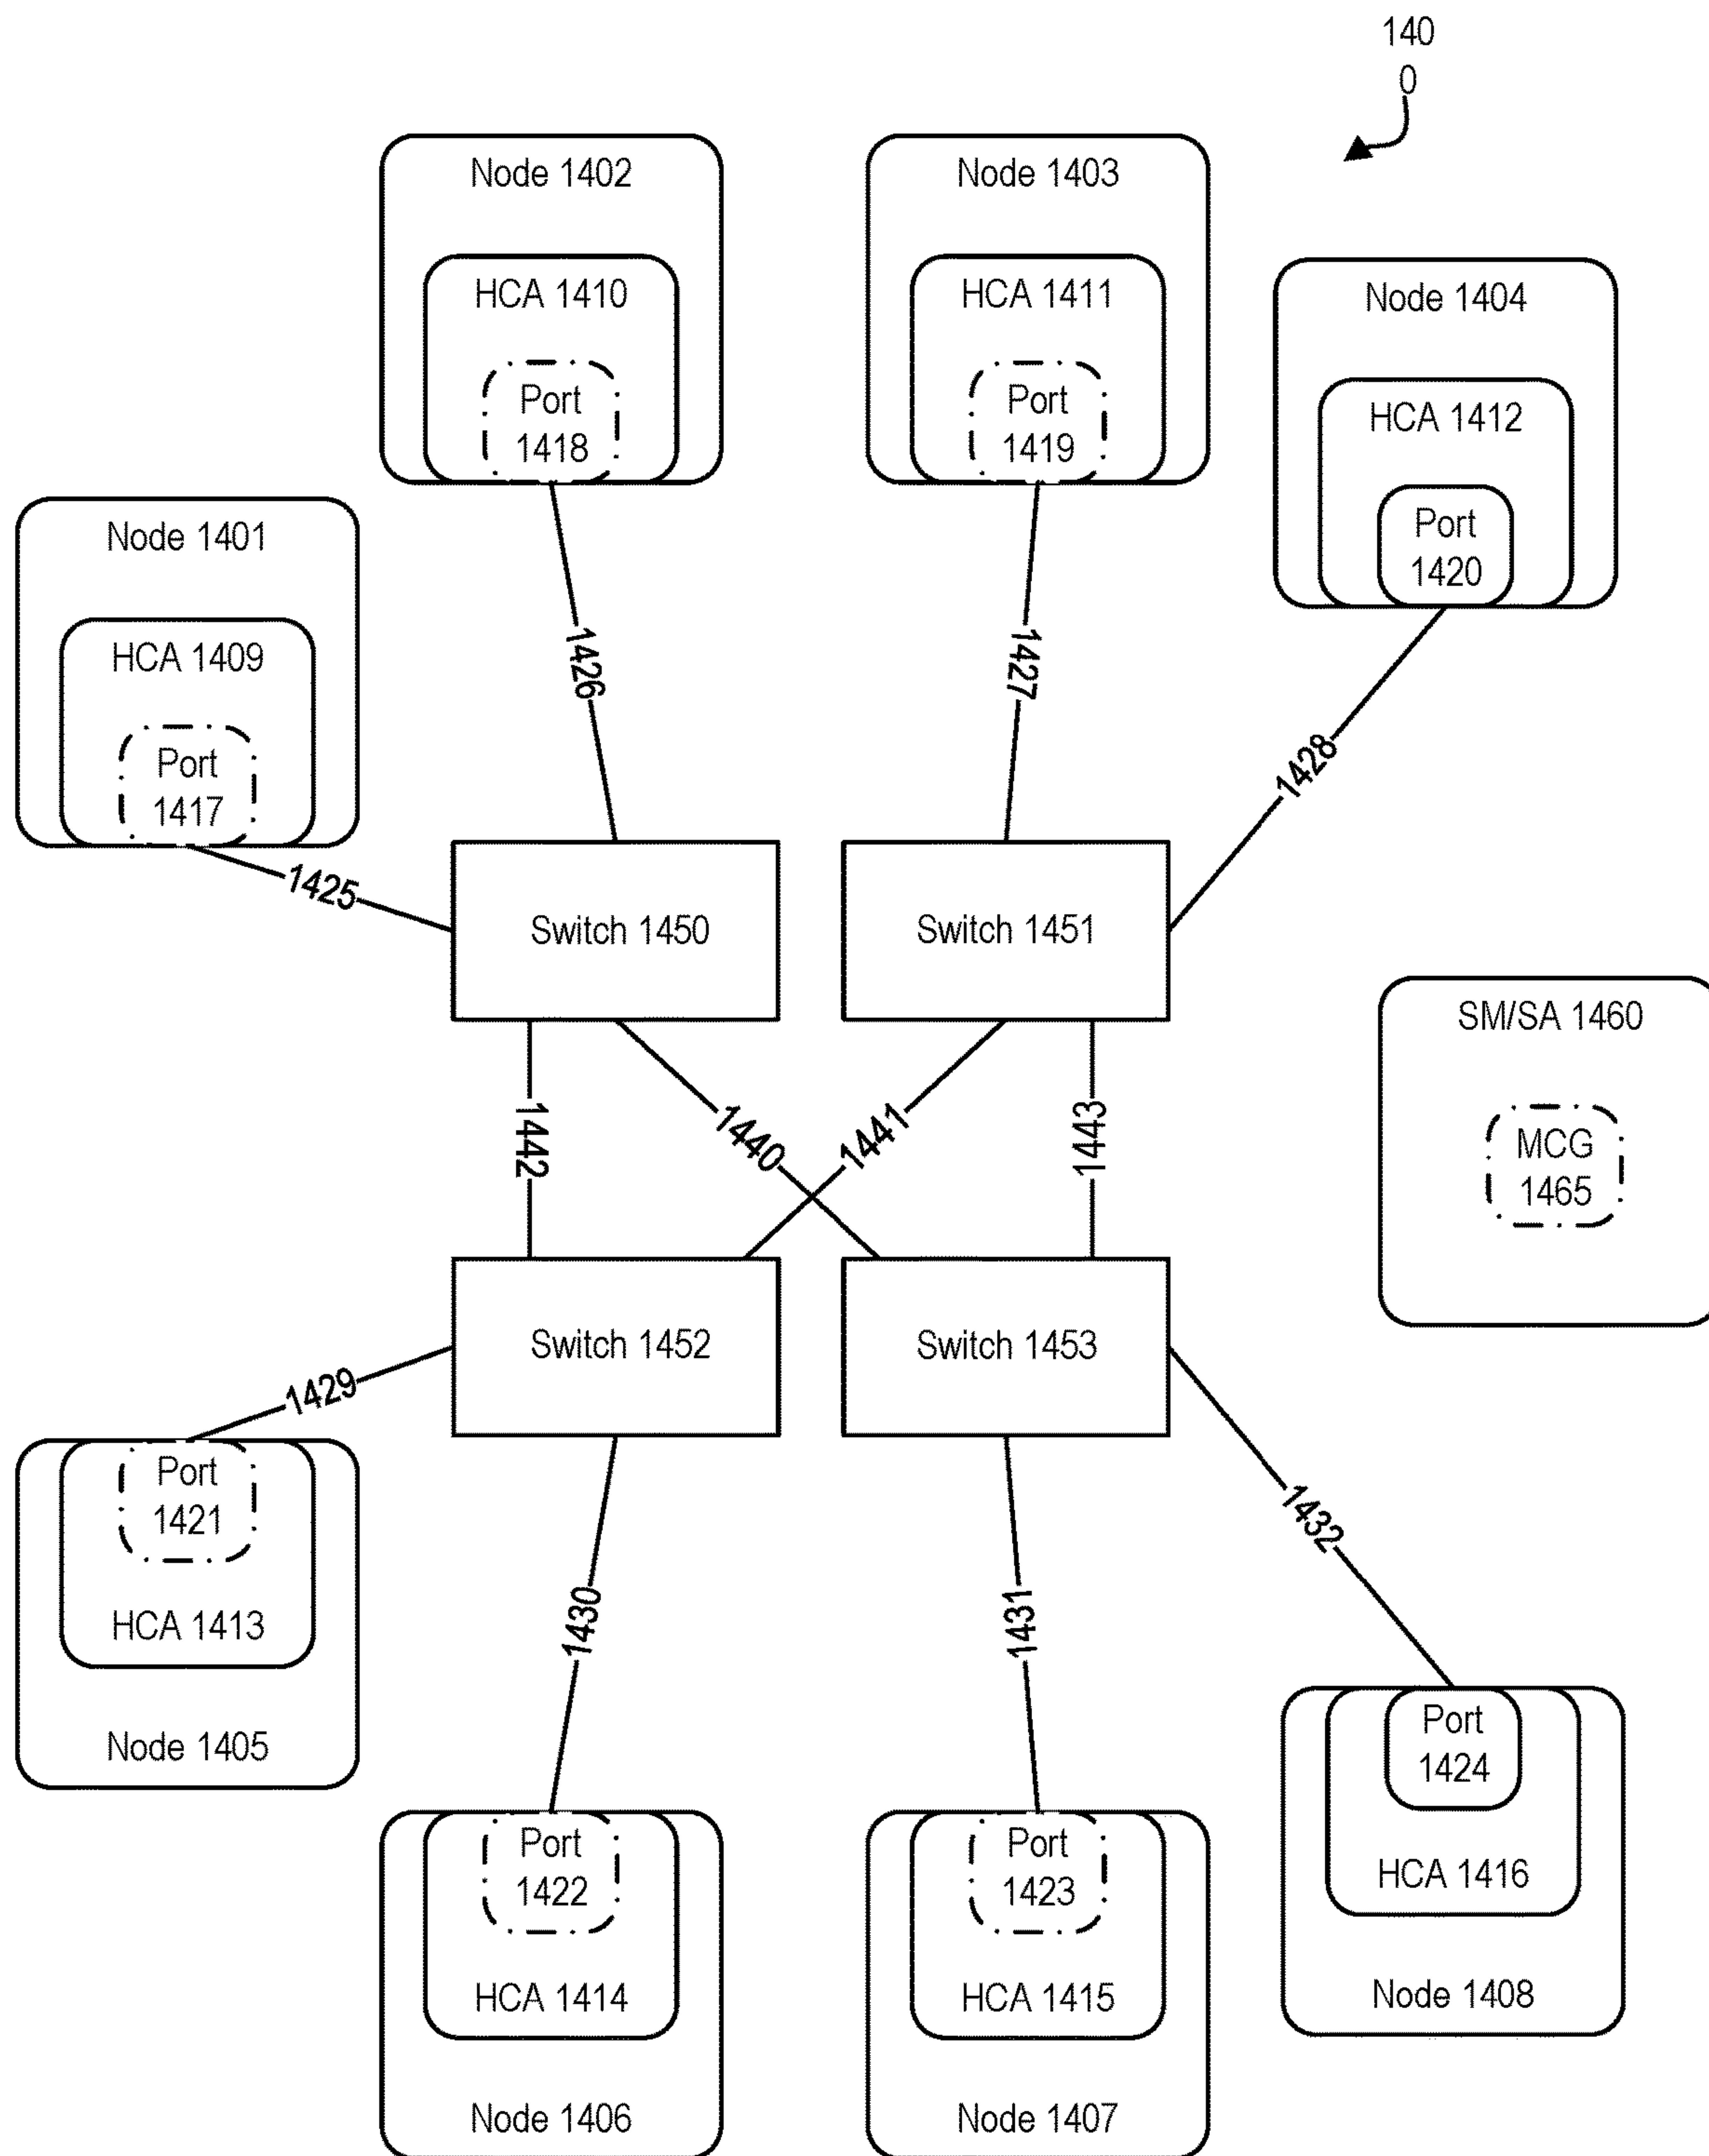 140
0
Node 1402
HCA 1410
Port
1418
Node 1403
HCA 1411
Port
1419
Node 1404
HCA 1412
Port
1420
Node 1401
HCA 1409
Port
1417
1426
1427
1428
1425
Switch 1450
Switch 1451
SM/SA 1460
MCG
1465
1442
1440
1441
1443
Switch 1452
Switch 1453
1429
1430
1431
1432
Port
1421
HCA 1413
Node 1405
Port
1422
HCA 1414
Node 1406
Port
1423
HCA 1415
Node 1407
Port
1424
HCA 1416
Node 1408